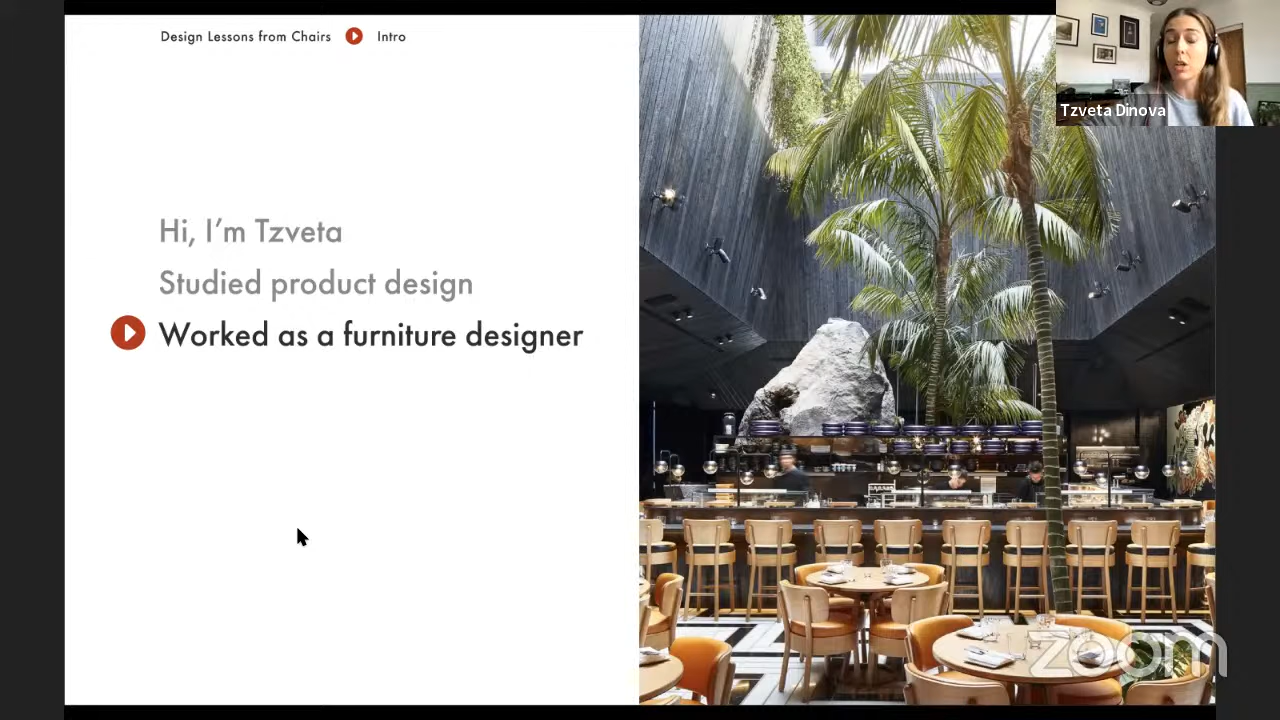 Design Lessons from Chairs Intro
Tzveta Dinova
Hi, I'm Tzveta
Studied product design
Worked as a furniture designer
zoom